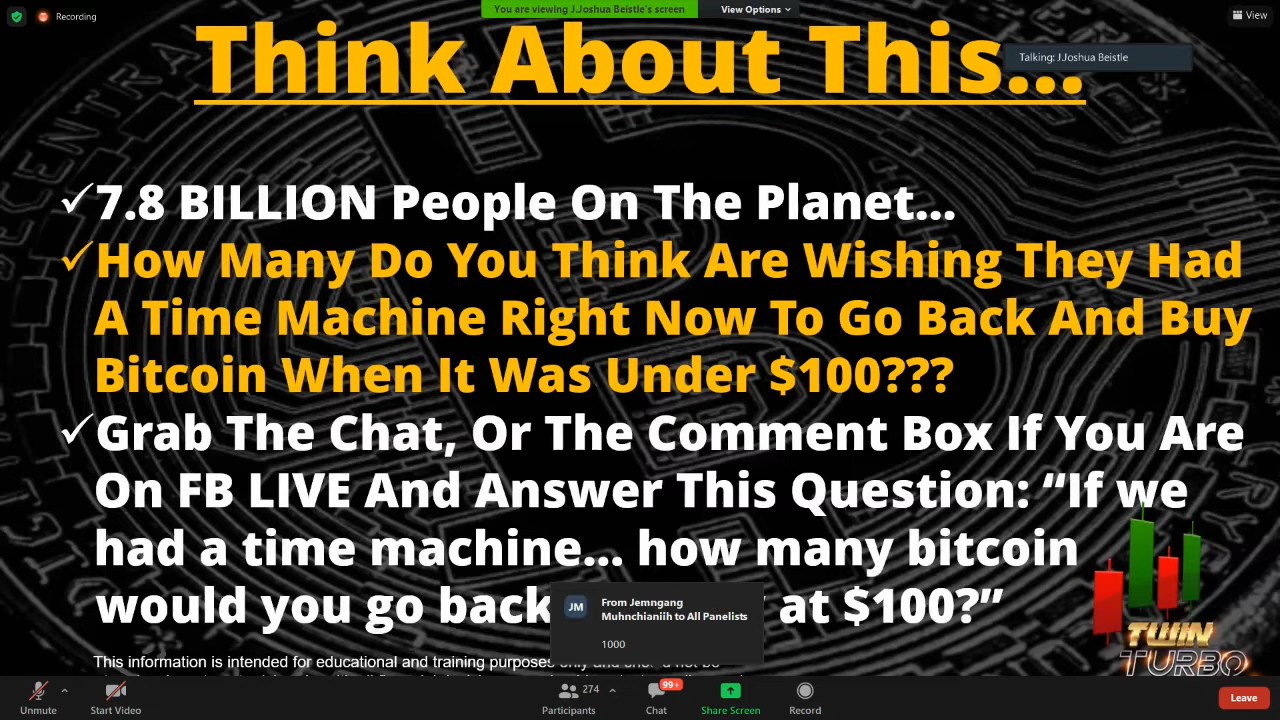 Recording
You are viewing J.Joshua Beistle's screen
View Options
View
Think About This...
Talking: J.Joshua Beistle
7.8 BILLION People On The Planet...
How Many Do You Think Are Wishing They Had
A Time Machine Right Now To Go Back And Buy
Bitcoin When It Was Under $100???
Grab The Chat, Or The Comment Box If You Are
On FB LIVE And Answer This Question: “If we
had a time machine... how many bitcoin
would you go back at $100?”
JM
From Jemngang
Muhnchianiih to All Panelists
1000
TWIN
TURBO
This information is intended for educational and training purposes only and should not be
Unmute
Start Video
274
Participants
99+
Chat
Share Screen
Record
Leave